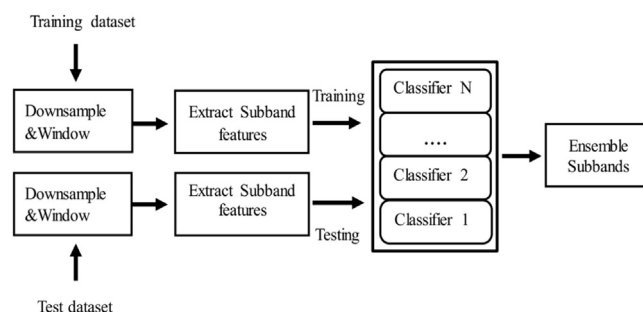 Training dataset
Downsample
&Window
Extract Subband
features
Training
Classifier N
....
Classifier 2
Classifier 1
Ensemble
Subbands
Downsample
&Window
Extract Subband
features
Testing
Test dataset